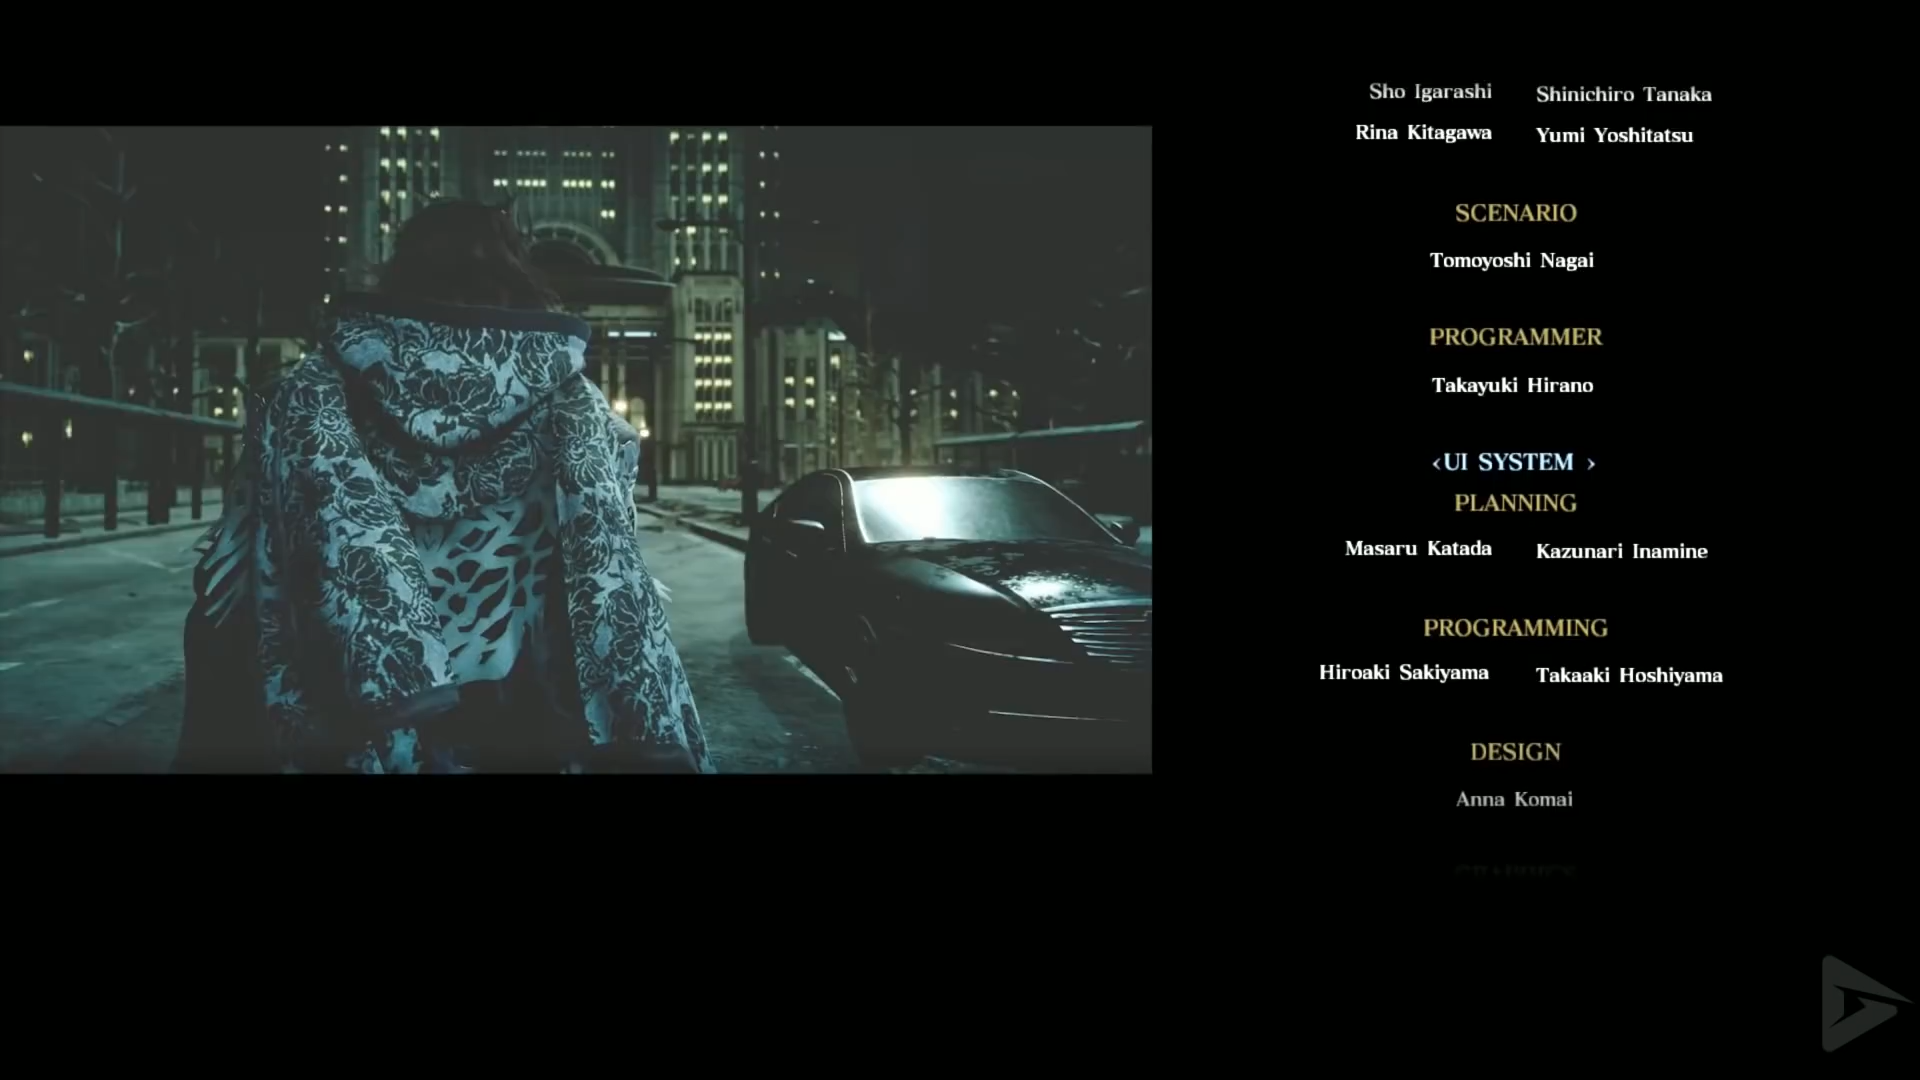 Sho Igarashi Shinichiro Tanaka
Rina Kitagawa Yumi Yoshitatsu
SCENARIO
Tomoyoshi Nagai
PROGRAMMER
Takayuki Hirano
‹UI SYSTEM ›
PLANNING
Masaru Katada Kazunari Inamine
PROGRAMMING
Hiroaki Sakiyama Takaaki Hoshiyama
DESIGN
Anna Komai